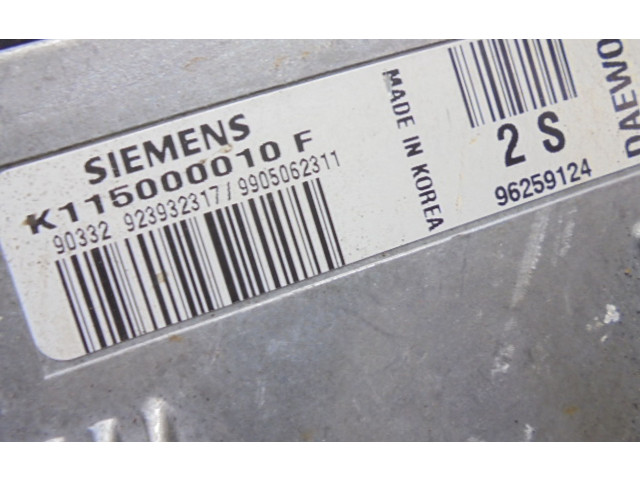 SIEMENS
K115000010 F
90332 923932317/9905062311
MADE IN KOREA
2 S
96259124
DAEWO